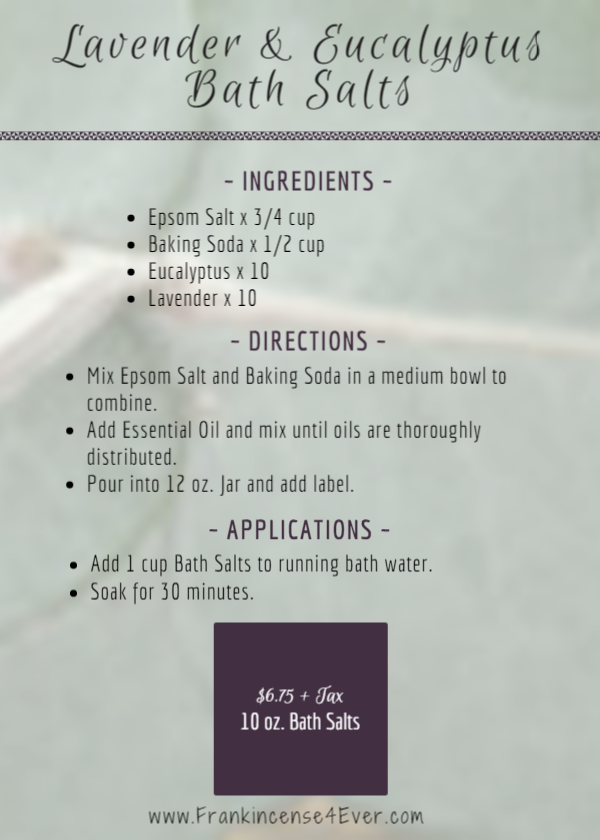 Lavender & Eucalyptus
Bath Salts
- INGREDIENTS -
• Epsom Salt x 3/4 cup
• Baking Soda x 1/2 cup
• Eucalyptus x 10
• Lavender x 10
- DIRECTIONS -
• Mix Epsom Salt and Baking Soda in a medium bowl to
combine.
• Add Essential Oil and mix until oils are thoroughly
distributed.
• Pour into 12 oz. Jar and add label.
- APPLICATIONS -
• Add 1 cup Bath Salts to running bath water.
• Soak for 30 minutes.
$6.75 + Tax
10 oz. Bath Salts
www.Frankincense4Ever.com